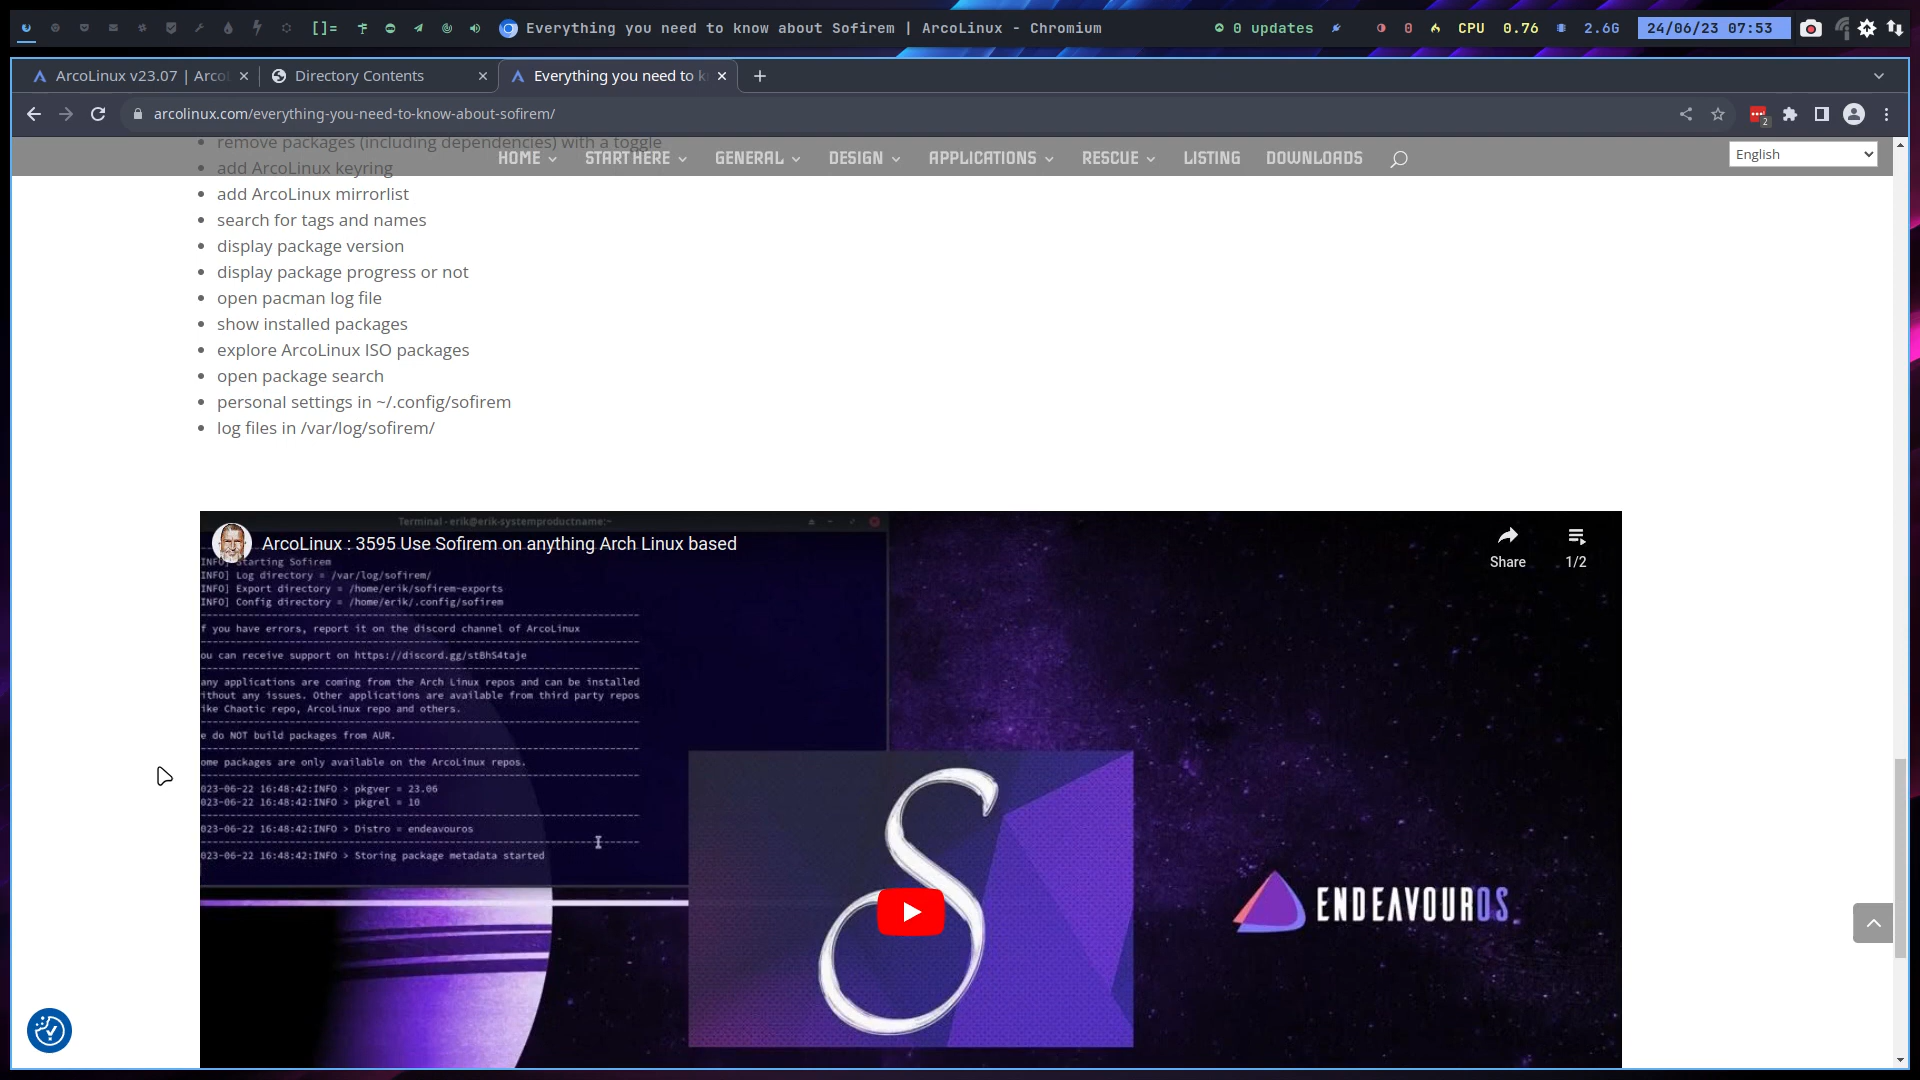 []=
Everything you need to know about Sofirem | ArcoLinux - Chromium
0 updates
0
CPU 0.76
2.6G
24/06/23 07:53
ArcoLinux v23.07 | Arco
Directory Contents
Everything you need to k
arcolinux.com/everything-you-need-to-know-about-sofirem/
2
remove packages (including dependencies) with a toggle
HOME
START HERE
GENERAL
DESIGN
APPLICATIONS
RESCUE
LISTING
DOWNLOADS
English
add ArcoLinux keyring
add ArcoLinux mirrorlist
search for tags and names
display package version
display package progress or not
open pacman log file
show installed packages
explore ArcoLinux ISO packages
open package search
personal settings in ~/.config/sofirem
log files in /var/log/sofirem/
Terminal - erik@erik-systemproductname:~
ArcoLinux : 3595 Use Sofirem on anything Arch Linux based
Share
1/2
INFO] Starting Sofirem
INFO] Log directory = /var/log/sofirem/
INFO] Export directory = /home/erik/sofirem-exports
INFO] Config directory = /home/erik/.config/sofirem
f you have errors, report it on the discord channel of ArcoLinux
ou can receive support on https://discord.gg/stBhS4taje
any applications are coming from the Arch Linux repos and can be installed
ithout any issues. Other applications are available from third party repos
ike Chaotic repo, ArcoLinux repo and others.
e do NOT build packages from AUR.
ome packages are only available on the ArcoLinux repos.
023-06-22 16:48:42:INFO > pkgver = 23.06
023-06-22 16:48:42:INFO > pkgrel = 10
023-06-22 16:48:42:INFO > Distro = endeavouros
023-06-22 16:48:42:INFO > Storing package metadata started
S
ENDEAVOUROS